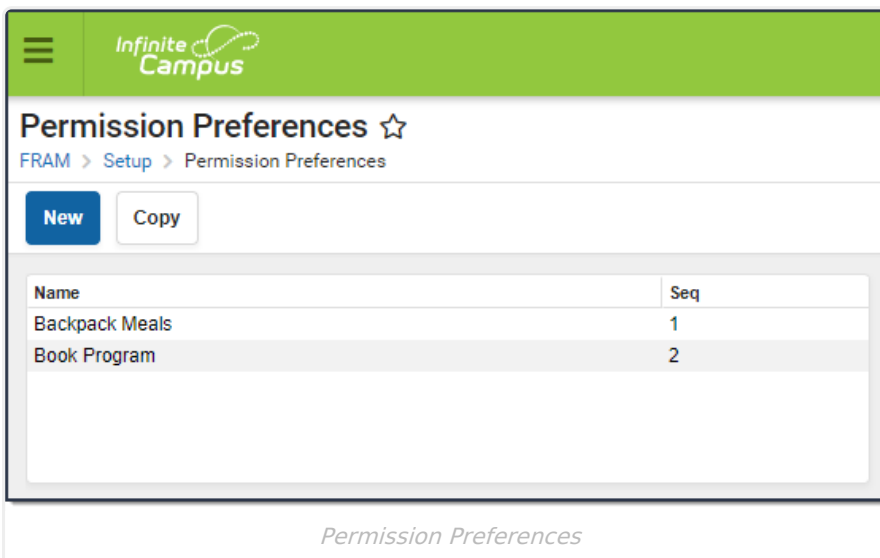 Infinite
Campus
Permission Preferences
FRAM > Setup > Permission Preferences
New Copy
Name Seq
Backpack Meals 1
Book Program 2
Permission Preferences